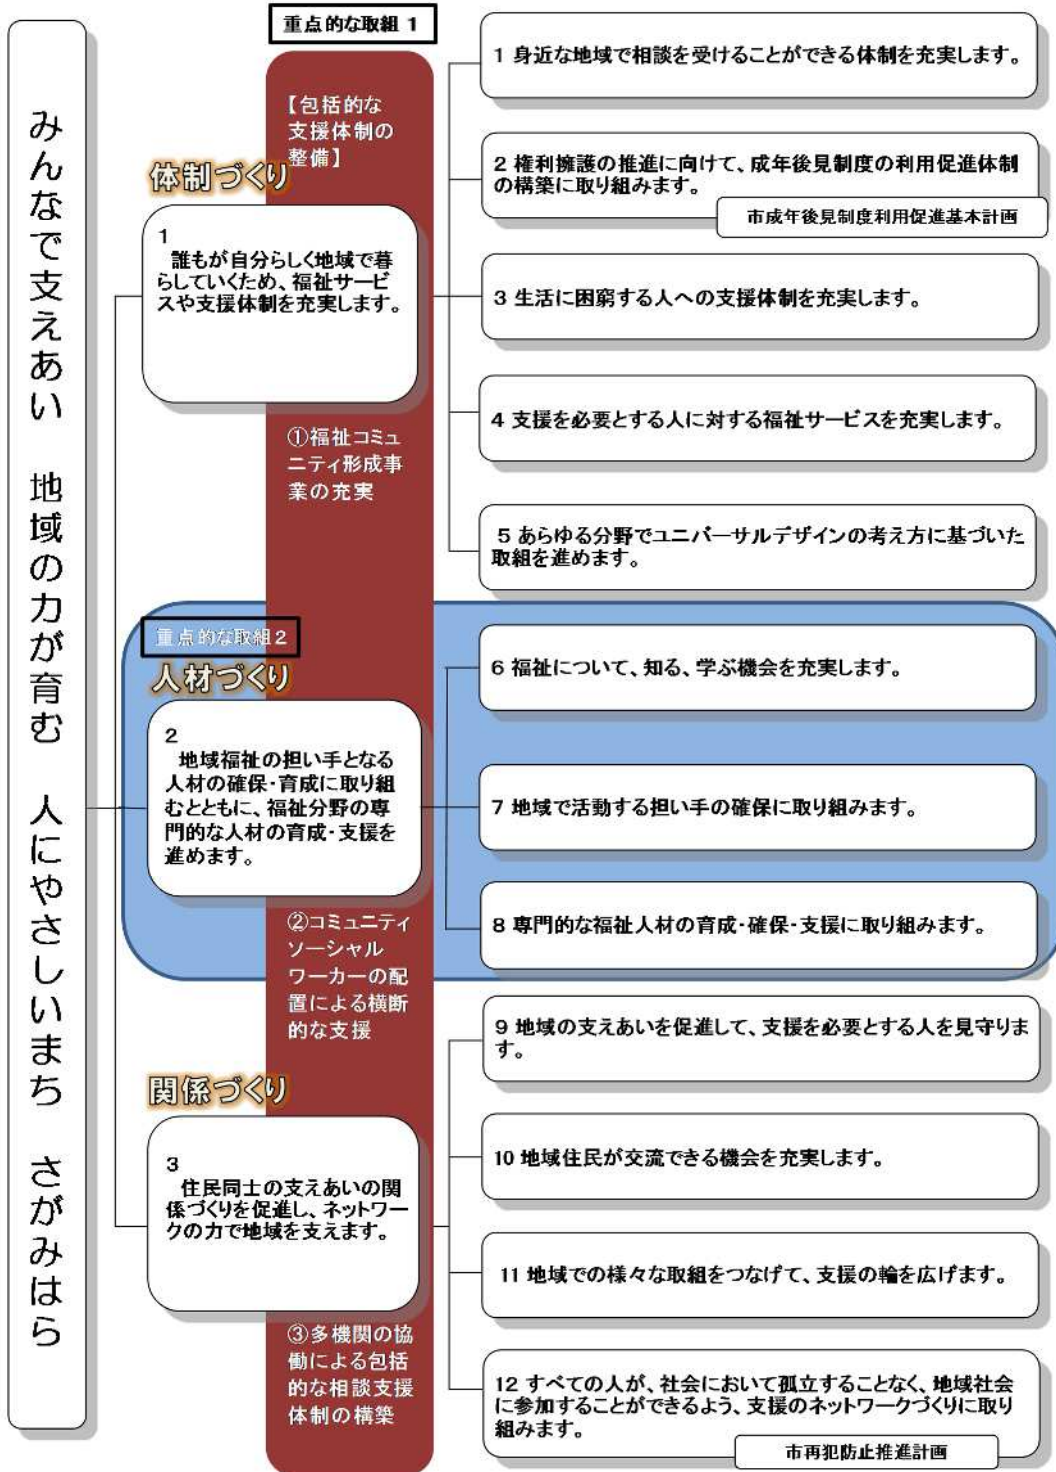 みんなで支えあい　地域の力が育む　人にやさしいまち　さがみはら
重点的な取組 1
【包括的な
支援体制の
整備】
体制づくり
1
誰もが自分らしく地域で暮
らしていくため、福祉サービ
スや支援体制を充実します。
1 身近な地域で相談を受けることができる体制を充実します。
2 権利擁護の推進に向けて、成年後見制度の利用促進体制
の構築に取り組みます。
市成年後見制度利用促進基本計画
3 生活に困窮する人への支援体制を充実します。
4 支援を必要とする人に対する福祉サービスを充実します。
5 あらゆる分野でユニバーサルデザインの考え方に基づいた
取組を進めます。
①福祉コミュ
ニティ形成事
業の充実
重点的な取組 2
人材づくり
2
地域福祉の担い手となる
人材の確保・育成に取り組
むとともに、福祉分野の専
門的な人材の育成・支援を
進めます。
6 福祉について、知る、学ぶ機会を充実します。
7 地域で活動する担い手の確保に取り組みます。
8 専門的な福祉人材の育成・確保・支援に取り組みます。
②コミュニティ
ソーシャル
ワーカーの配
置による横断
的な支援
関係づくり
3
住民同士の支えあいの関
係づくりを促進し、ネットワー
クの力で地域を支えます。
9 地域の支えあいを促進して、支援を必要とする人を見守りま
す。
10 地域住民が交流できる機会を充実します。
11 地域での様々な取組をつなげて、支援の輪を広げます。
12 すべての人が、社会において孤立することなく、地域社会
に参加することができるよう、支援のネットワークづくりに取り
組みます。
市再犯防止推進計画
③多機関の協
働による包括
的な相談支援
体制の構築